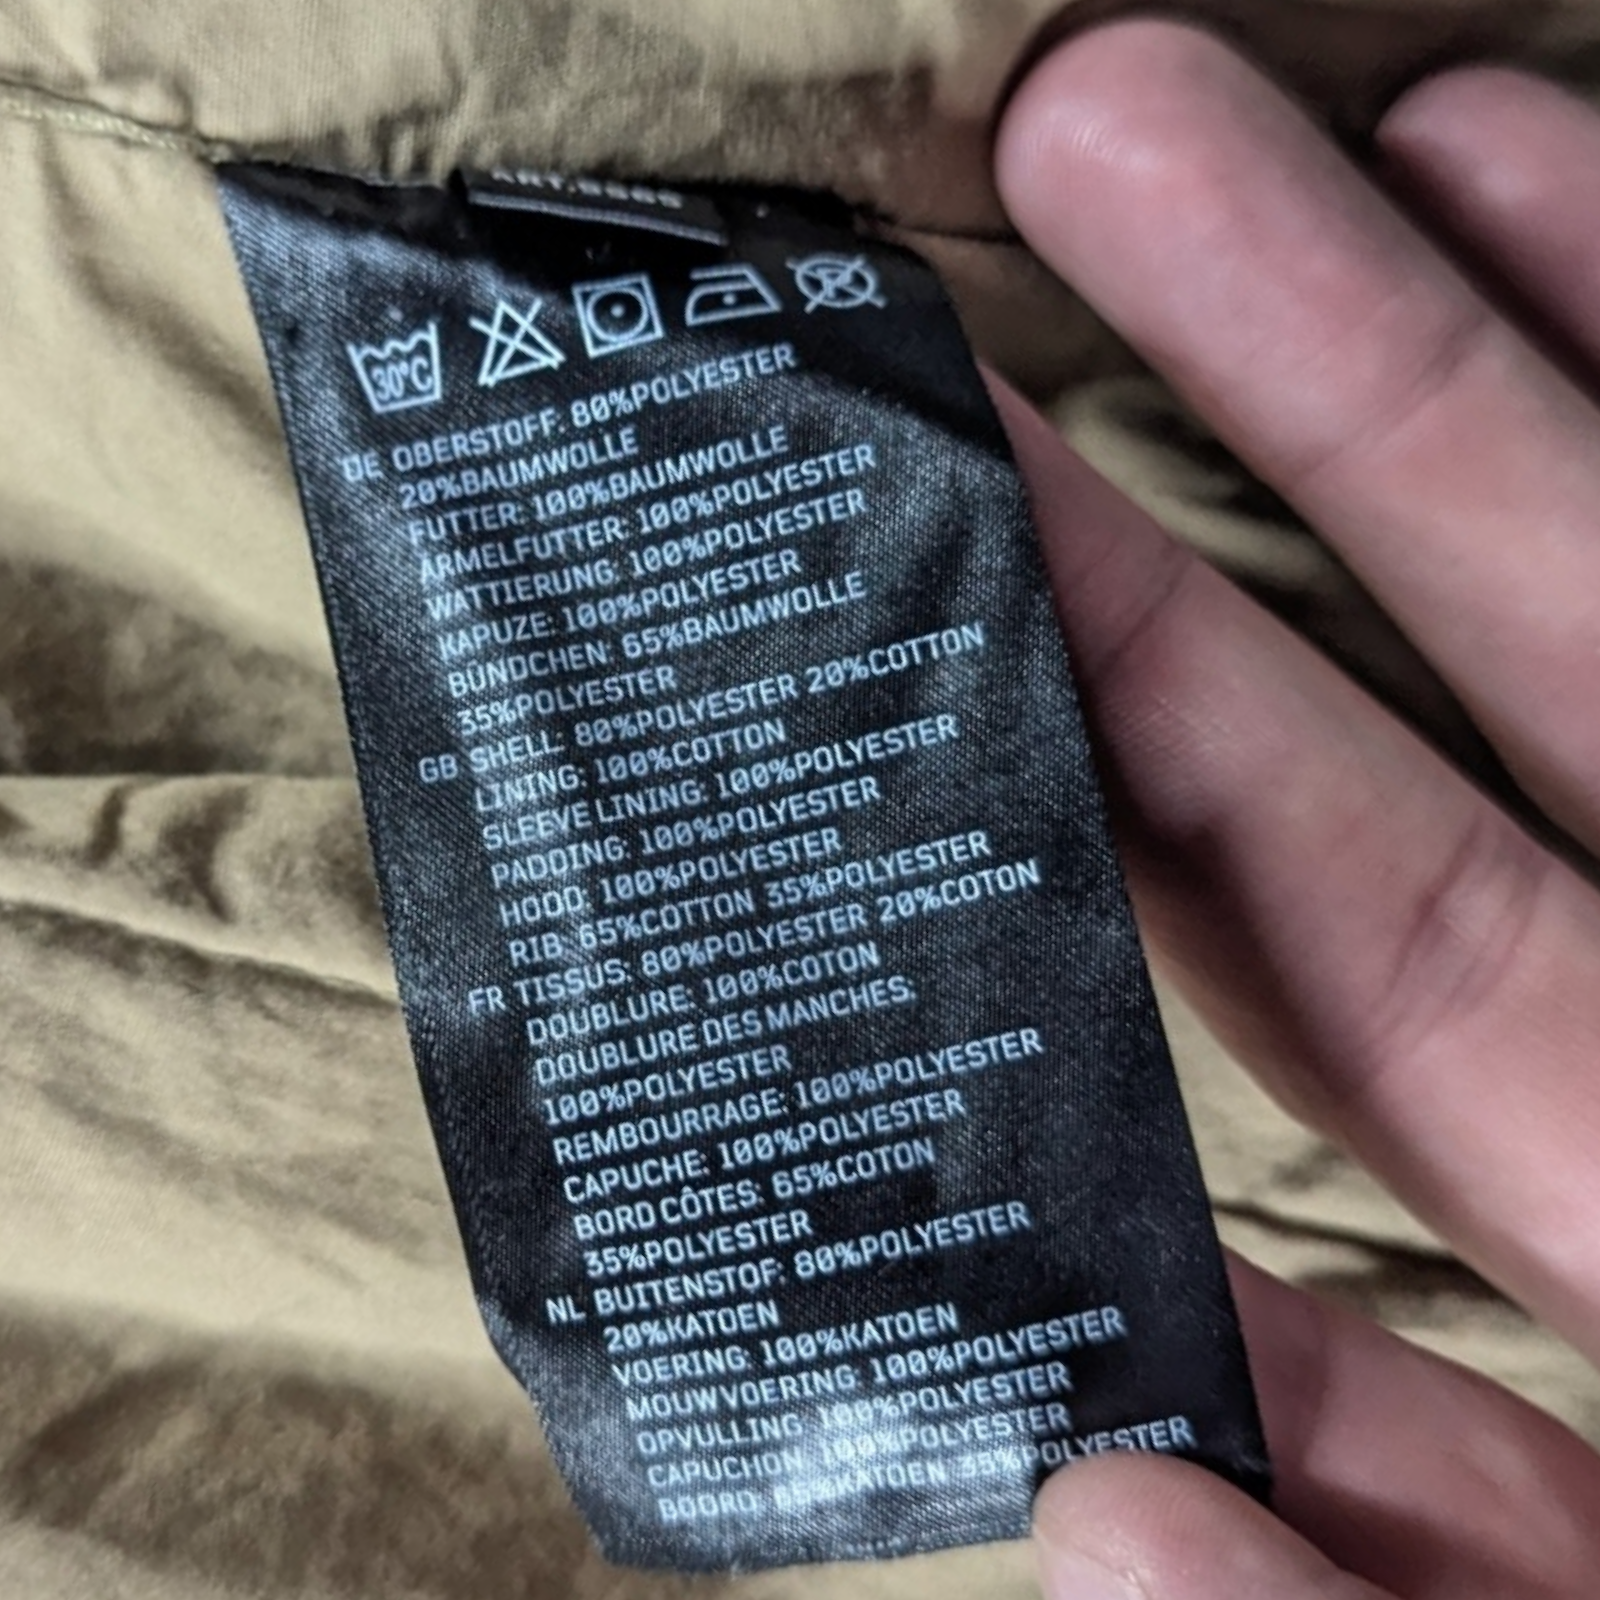 30°C
P
DE OBERSTOFF: 80%POLYESTER
20%BAUMWOLLE
FUTTER: 100%BAUMWOLLE
ÄRMELFUTTER: 100%POLYESTER
WATTIERUNG: 100%POLYESTER
KAPUZE: 100%POLYESTER
BÜNDCHEN: 65%BAUMWOLLE
35%POLYESTER
GB SHELL: 80%POLYESTER 20%COTTON
LINING: 100%COTTON
SLEEVE LINING: 100%POLYESTER
PADDING: 100%POLYESTER
HOOD: 100%POLYESTER
RIB: 65%COTTON 35%POLYESTER
FR TISSUS: 80%POLYESTER 20%COTON
DOUBLURE: 100%COTON
DOUBLURE DES MANCHES:
100%POLYESTER
REMBOURRAGE: 100%POLYESTER
CAPUCHE: 100%POLYESTER
BORD CÔTES: 65%COTON
35%POLYESTER
NL BUITENSTOF: 80%POLYESTER
20%KATOEN
VOERING: 100%KATOEN
MOUWVOERING: 100%POLYESTER
OPVULLING: 100%POLYESTER
CAPUCHON: 100%POLYESTER
BOORD: 65%KATOEN 35%POLYESTER